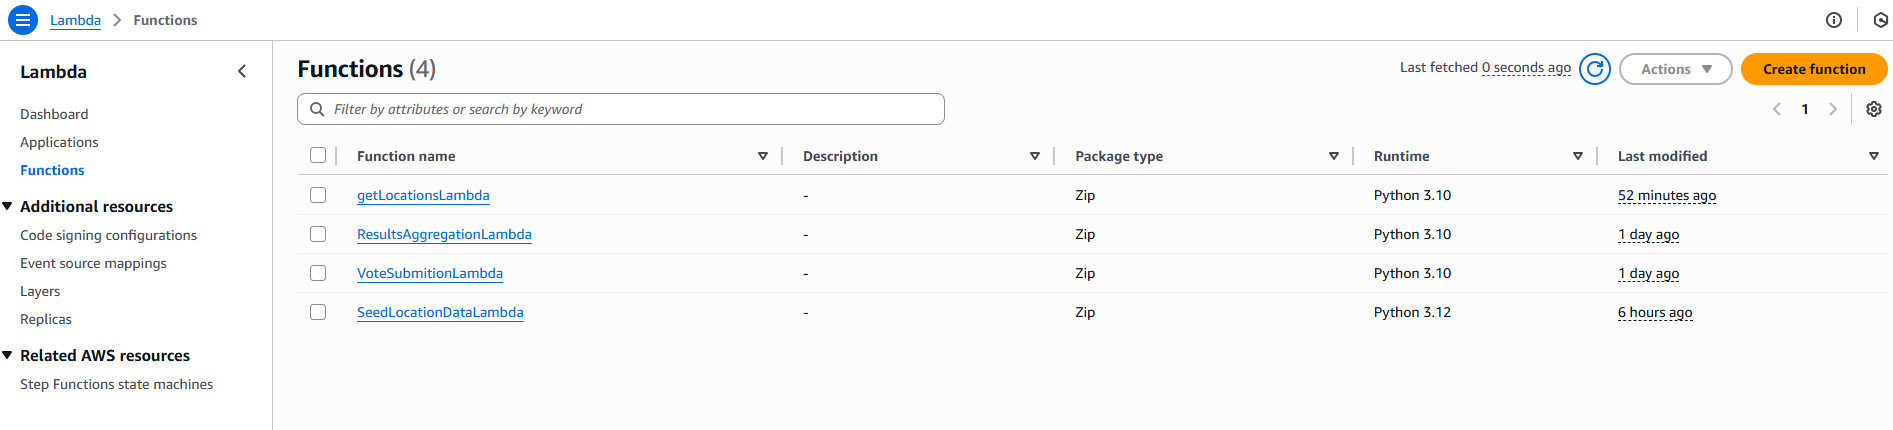 Lambda > Functions
Lambda
Dashboard
Applications
Functions
Additional resources
Code signing configurations
Event source mappings
Layers
Replicas
Related AWS resources
Step Functions state machines
Functions (4)
Last fetched 0 seconds ago
Actions
Create function
Filter by attributes or search by keyword
1
Function name Description Package type Runtime Last modified
getLocationsLambda - Zip Python 3.10 52 minutes ago
ResultsAggregationLambda - Zip Python 3.10 1 day ago
VoteSubmitionLambda - Zip Python 3.10 1 day ago
SeedLocationDataLambda - Zip Python 3.12 6 hours ago